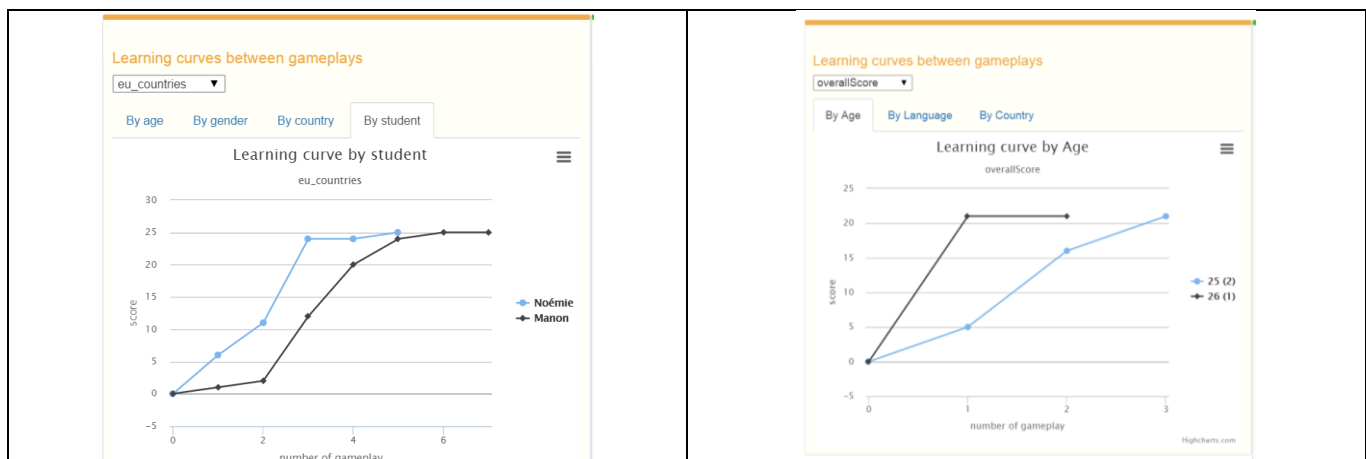 Learning curves between gameplays
eu_countries
By age By gender By country By student
Learning curve by student
eu_countries
30
25
20
15
10
5
0
-5
score
0 2 4 6
number of gameplay
Noémie
Manon
Learning curves between gameplays
overallScore
By Age By Language By Country
Learning curve by Age
overallScore
25
20
15
10
5
0
-5
score
0 1 2 3
number of gameplay
25 (2)
26 (1)
Highcharts.com